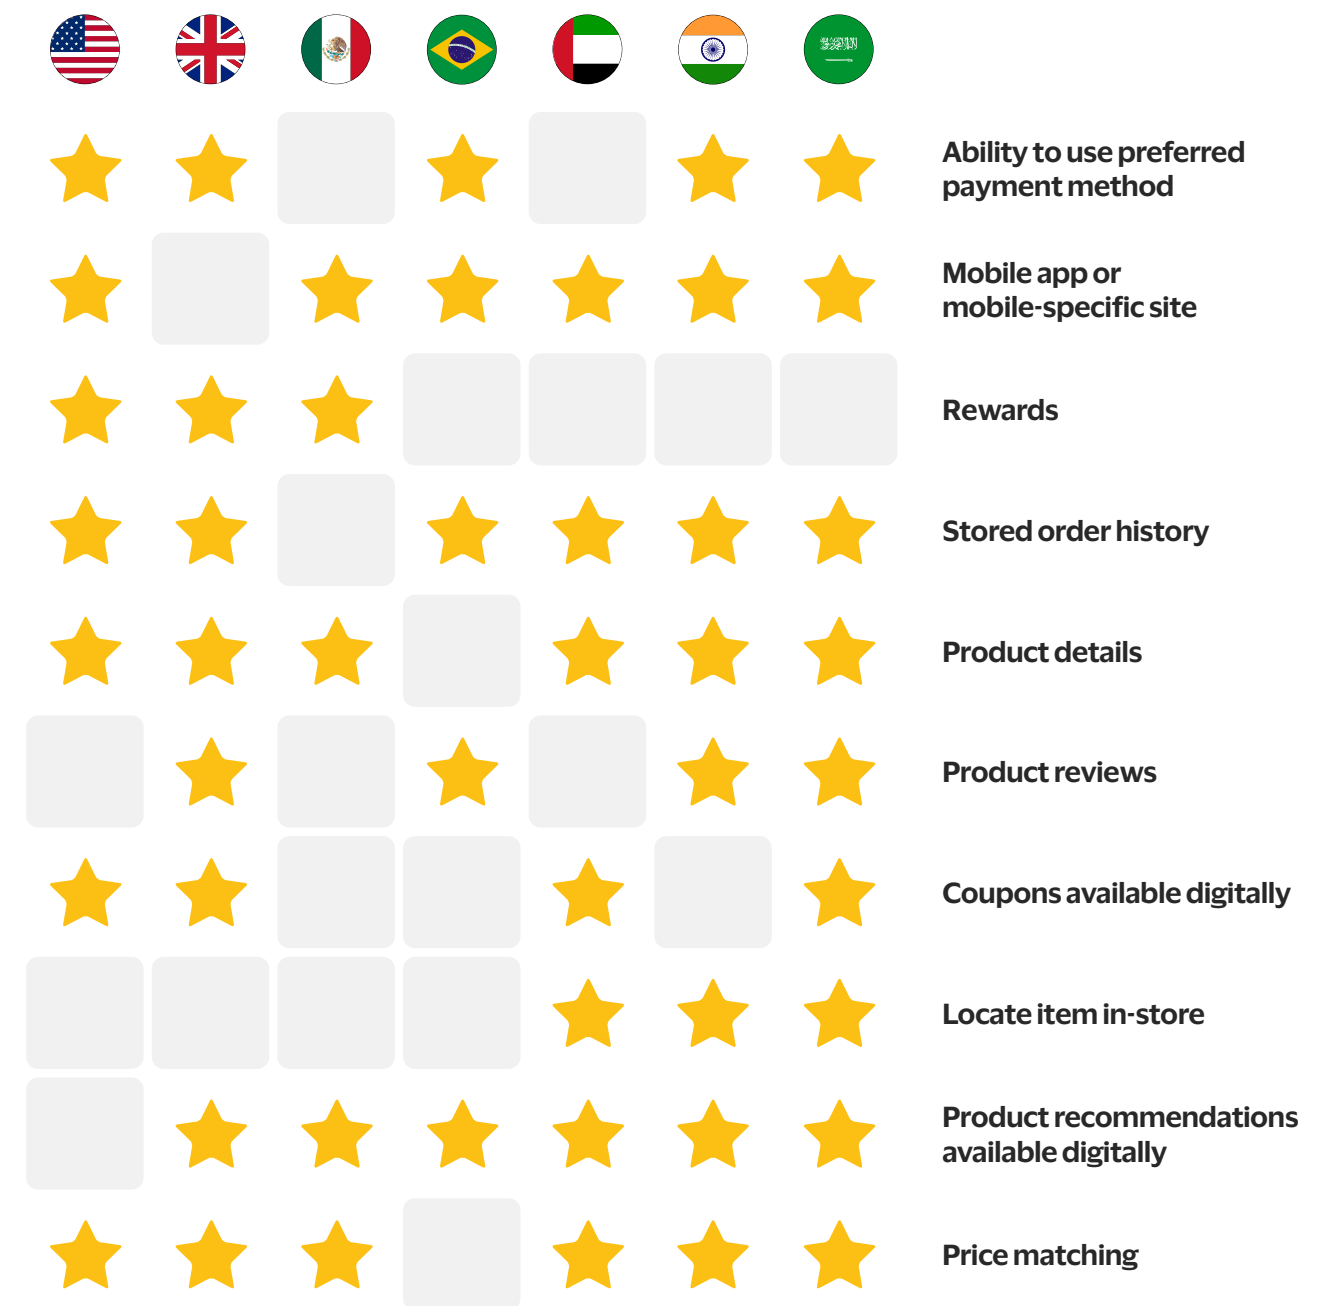 Ability to use preferred
payment method
Mobile app or
mobile-specific site
Rewards
Stored order history
Product details
Product reviews
Coupons available digitally
Locate item in-store
Product recommendations
available digitally
Price matching